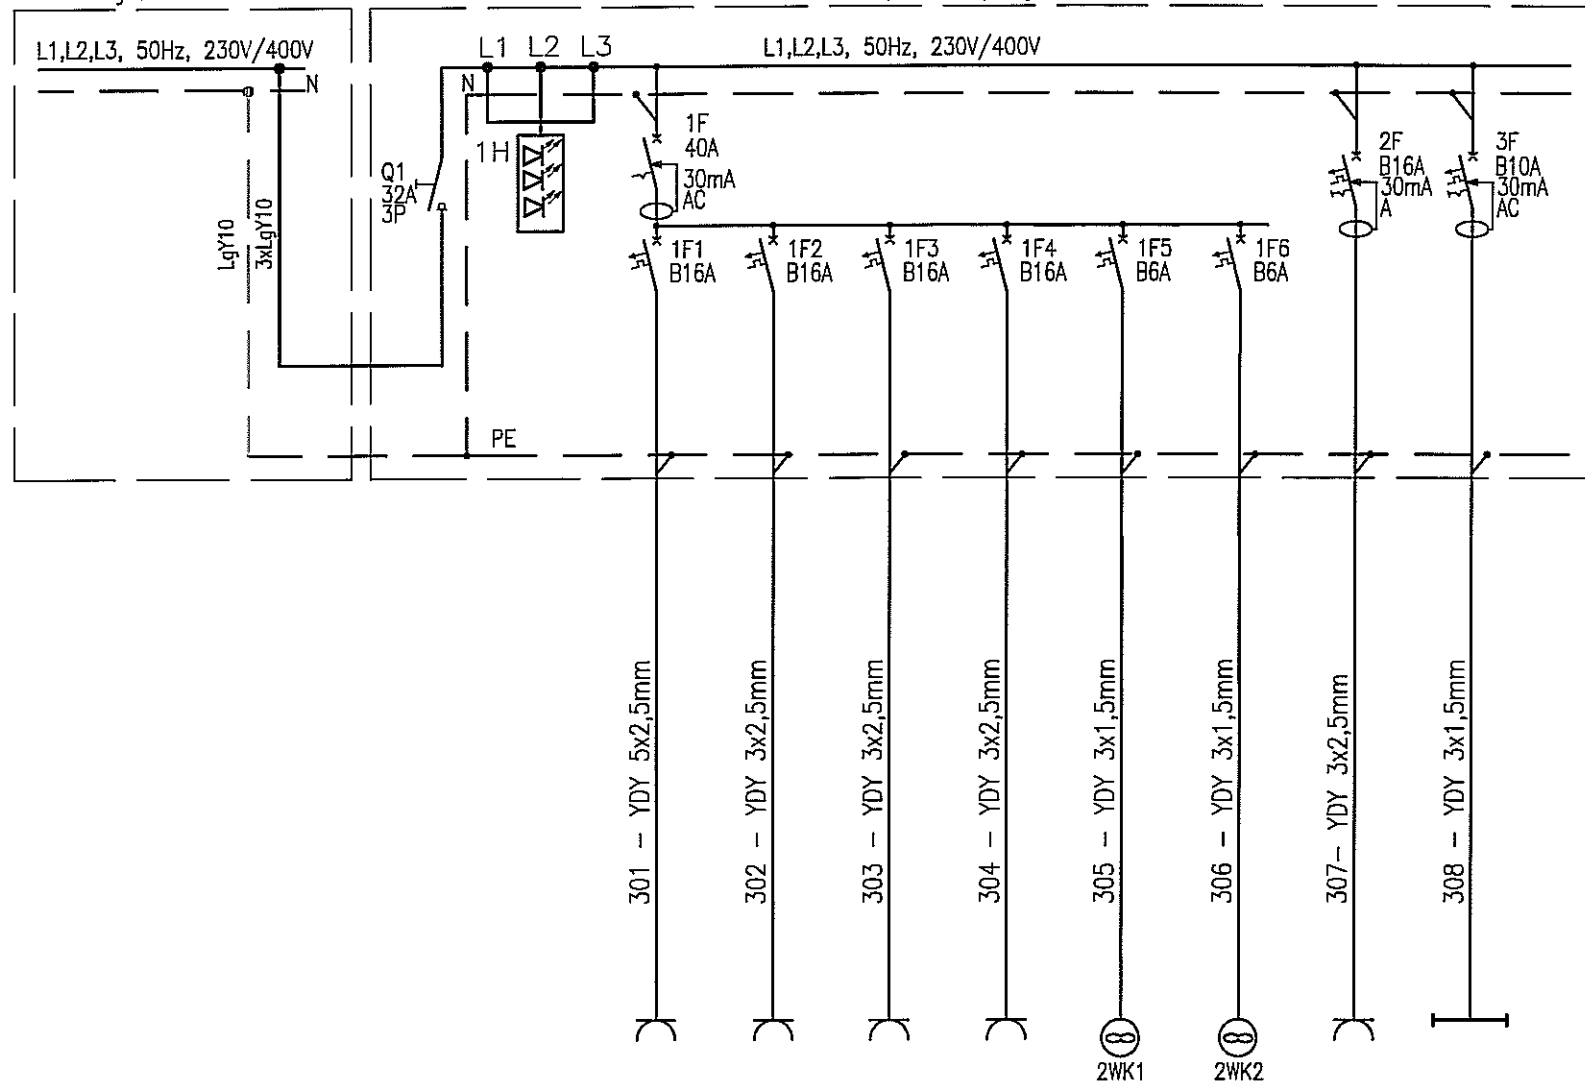 L1,L2,L3, 50Hz, 230V/400V
N
LgY10
3xLgY10
L1 L2 L3
L1,L2,L3, 50Hz, 230V/400V
N
Q1
32A
3P
1H
1F
40A
30mA
AC
2F
B16A
30mA
A
3F
B10A
30mA
AC
1F1
B16A
1F2
B16A
1F3
B16A
1F4
B16A
1F5
B6A
1F6
B6A
PE
301 - YDY 5x2,5mm
302 - YDY 3x2,5mm
303 - YDY 3x2,5mm
304 - YDY 3x2,5mm
305 - YDY 3x1,5mm
306 - YDY 3x1,5mm
307- YDY 3x2,5mm
308 - YDY 3x1,5mm
2WK1
2WK2